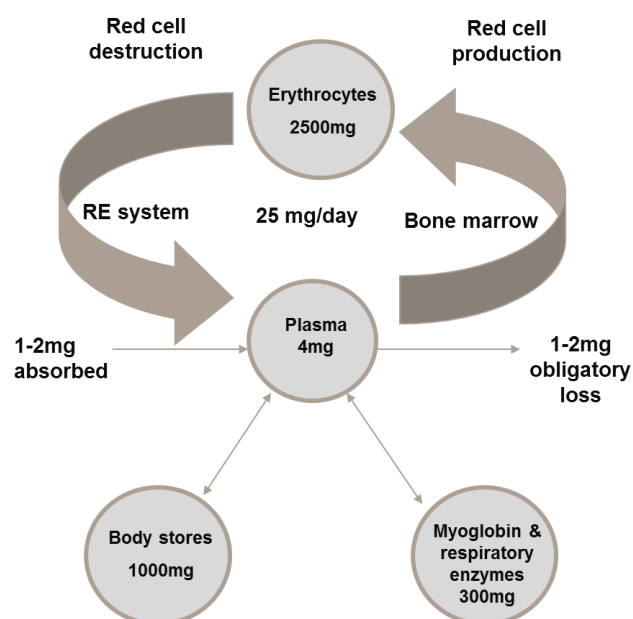 Red cell
destruction
Red cell
production
Erythrocytes
2500mg
RE system
25 mg/day
Bone marrow
Plasma
4mg
1-2mg
absorbed
1-2mg
obligatory
loss
Body stores
1000mg
Myoglobin &
respiratory
enzymes
300mg